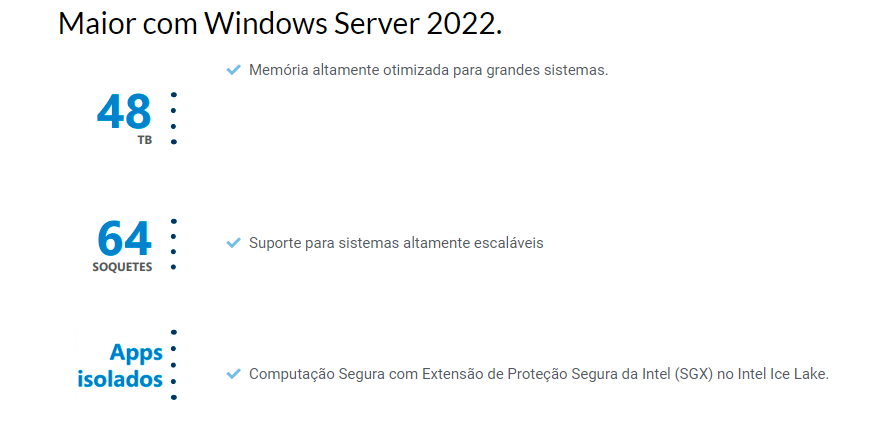 Maior com Windows Server 2022.
Memória altamente otimizada para grandes sistemas.
48
TB
64
SOQUETES
Suporte para sistemas altamente escaláveis
Apps
isolados
Computação Segura com Extensão de Proteção Segura da Intel (SGX) no Intel Ice Lake.